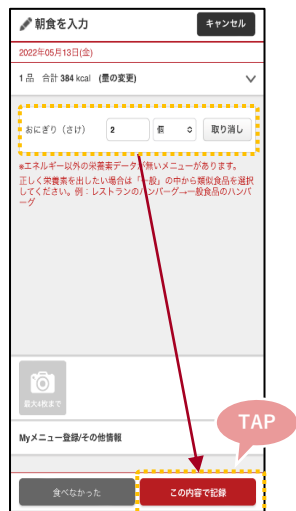 朝食を入力
キャンセル
2022年05月13日(金)
1 品 合計 384 kcal (量の変更)
おにぎり（さけ） 2 個 取り消し
※エネルギー以外の栄養素データが無いメニューがあります。
正しく栄養素を出したい場合は「一般」の中から類似食品を選択
してください。例：レストランのハンバーグ→一般食品のハンバ
ーグ
最大4枚まで
Myメニュー登録/その他情報
TAP
食べなかった
この内容で記録